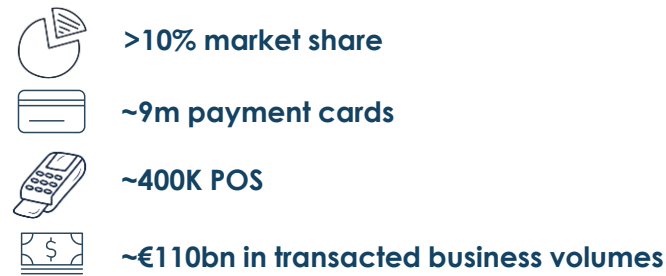 >10% market share
~9m payment cards
~400K POS
$
~€110bn in transacted business volumes